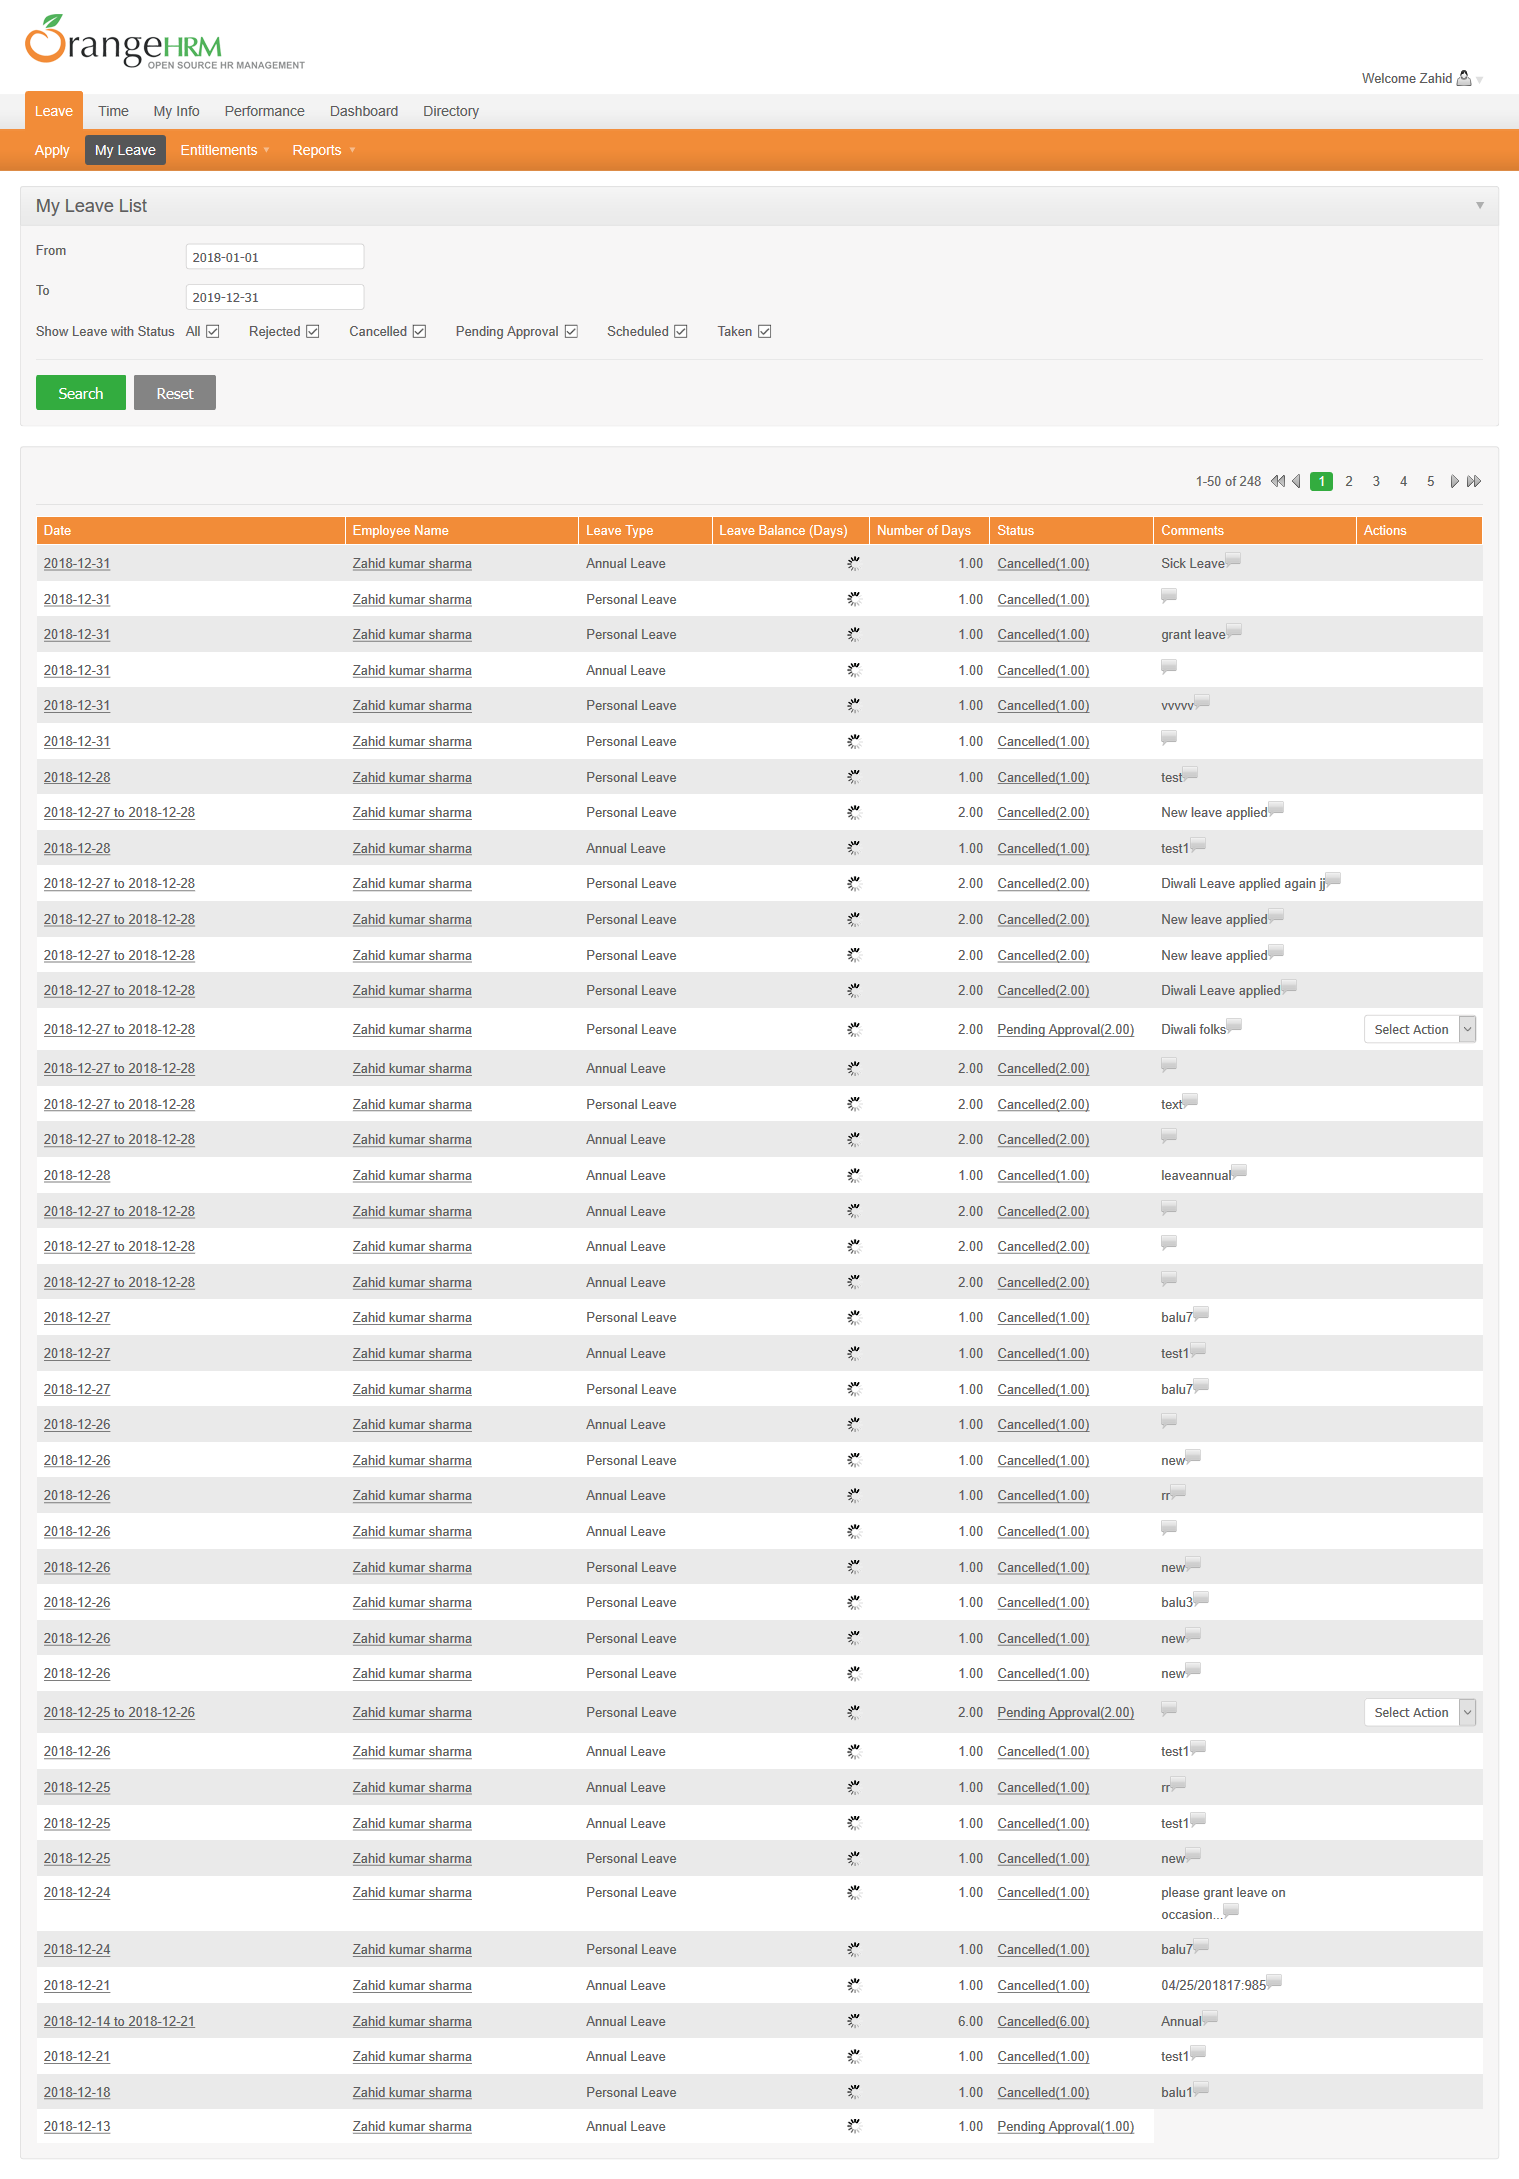 OrangeHRM
OPEN SOURCE HR MANAGEMENT
Welcome Zahid
Leave Time My Info Performance Dashboard Directory
Apply My Leave Entitlements Reports
My Leave List
From 2018-01-01
To 2019-12-31
Show Leave with Status All Rejected Cancelled Pending Approval Scheduled Taken
Search Reset
1-50 of 248 1 2 3 4 5
Date Employee Name Leave Type Leave Balance (Days) Number of Days Status Comments Actions
2018-12-31 Zahid kumar sharma Annual Leave 1.00 Cancelled(1.00) Sick Leave
2018-12-31 Zahid kumar sharma Personal Leave 1.00 Cancelled(1.00)
2018-12-31 Zahid kumar sharma Personal Leave 1.00 Cancelled(1.00) grant leave
2018-12-31 Zahid kumar sharma Annual Leave 1.00 Cancelled(1.00)
2018-12-31 Zahid kumar sharma Personal Leave 1.00 Cancelled(1.00) vvvvv
2018-12-31 Zahid kumar sharma Personal Leave 1.00 Cancelled(1.00)
2018-12-28 Zahid kumar sharma Personal Leave 1.00 Cancelled(1.00) test
2018-12-27 to 2018-12-28 Zahid kumar sharma Personal Leave 2.00 Cancelled(2.00) New leave applied
2018-12-28 Zahid kumar sharma Annual Leave 1.00 Cancelled(1.00) test1
2018-12-27 to 2018-12-28 Zahid kumar sharma Personal Leave 2.00 Cancelled(2.00) Diwali Leave applied again jj
2018-12-27 to 2018-12-28 Zahid kumar sharma Personal Leave 2.00 Cancelled(2.00) New leave applied
2018-12-27 to 2018-12-28 Zahid kumar sharma Personal Leave 2.00 Cancelled(2.00) New leave applied
2018-12-27 to 2018-12-28 Zahid kumar sharma Personal Leave 2.00 Cancelled(2.00) Diwali Leave applied
2018-12-27 to 2018-12-28 Zahid kumar sharma Personal Leave 2.00 Pending Approval(2.00) Diwali folks Select Action
2018-12-27 to 2018-12-28 Zahid kumar sharma Annual Leave 2.00 Cancelled(2.00)
2018-12-27 to 2018-12-28 Zahid kumar sharma Personal Leave 2.00 Cancelled(2.00) text
2018-12-27 to 2018-12-28 Zahid kumar sharma Annual Leave 2.00 Cancelled(2.00)
2018-12-28 Zahid kumar sharma Annual Leave 1.00 Cancelled(1.00) leaveannual
2018-12-27 to 2018-12-28 Zahid kumar sharma Annual Leave 2.00 Cancelled(2.00)
2018-12-27 to 2018-12-28 Zahid kumar sharma Annual Leave 2.00 Cancelled(2.00)
2018-12-27 to 2018-12-28 Zahid kumar sharma Annual Leave 2.00 Cancelled(2.00)
2018-12-27 Zahid kumar sharma Personal Leave 1.00 Cancelled(1.00) balu7
2018-12-27 Zahid kumar sharma Annual Leave 1.00 Cancelled(1.00) test1
2018-12-27 Zahid kumar sharma Personal Leave 1.00 Cancelled(1.00) balu7
2018-12-26 Zahid kumar sharma Annual Leave 1.00 Cancelled(1.00)
2018-12-26 Zahid kumar sharma Personal Leave 1.00 Cancelled(1.00) new
2018-12-26 Zahid kumar sharma Annual Leave 1.00 Cancelled(1.00) rr
2018-12-26 Zahid kumar sharma Annual Leave 1.00 Cancelled(1.00)
2018-12-26 Zahid kumar sharma Personal Leave 1.00 Cancelled(1.00) new
2018-12-26 Zahid kumar sharma Personal Leave 1.00 Cancelled(1.00) balu3
2018-12-26 Zahid kumar sharma Personal Leave 1.00 Cancelled(1.00) new
2018-12-26 Zahid kumar sharma Personal Leave 1.00 Cancelled(1.00) new
2018-12-25 to 2018-12-26 Zahid kumar sharma Personal Leave 2.00 Pending Approval(2.00) Select Action
2018-12-26 Zahid kumar sharma Annual Leave 1.00 Cancelled(1.00) test1
2018-12-25 Zahid kumar sharma Annual Leave 1.00 Cancelled(1.00) rr
2018-12-25 Zahid kumar sharma Annual Leave 1.00 Cancelled(1.00) test1
2018-12-25 Zahid kumar sharma Personal Leave 1.00 Cancelled(1.00) new
2018-12-24 Zahid kumar sharma Personal Leave 1.00 Cancelled(1.00) please grant leave on
occasion...
2018-12-24 Zahid kumar sharma Personal Leave 1.00 Cancelled(1.00) balu7
2018-12-21 Zahid kumar sharma Annual Leave 1.00 Cancelled(1.00) 04/25/201817:985
2018-12-14 to 2018-12-21 Zahid kumar sharma Annual Leave 6.00 Cancelled(6.00) Annual
2018-12-21 Zahid kumar sharma Annual Leave 1.00 Cancelled(1.00) test1
2018-12-18 Zahid kumar sharma Personal Leave 1.00 Cancelled(1.00) balu1
2018-12-13 Zahid kumar sharma Annual Leave 1.00 Pending Approval(1.00)